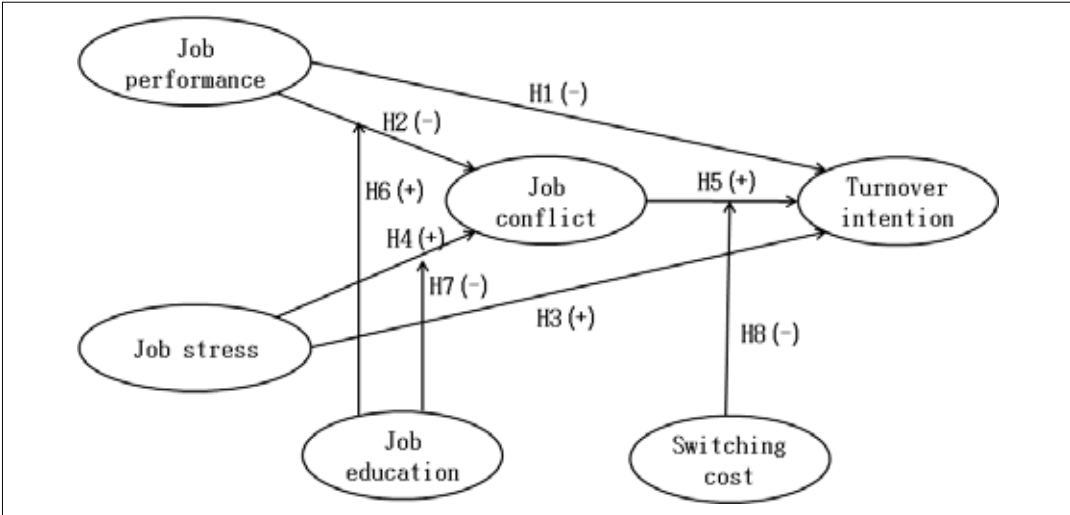 Job
performance
H1(-)
H2(-)
H6(+)
Job
conflict
H5(+)
Turnover
intention
H4(+)
H7(-)
H3(+)
H8(-)
Job stress
Job
education
Switching
cost